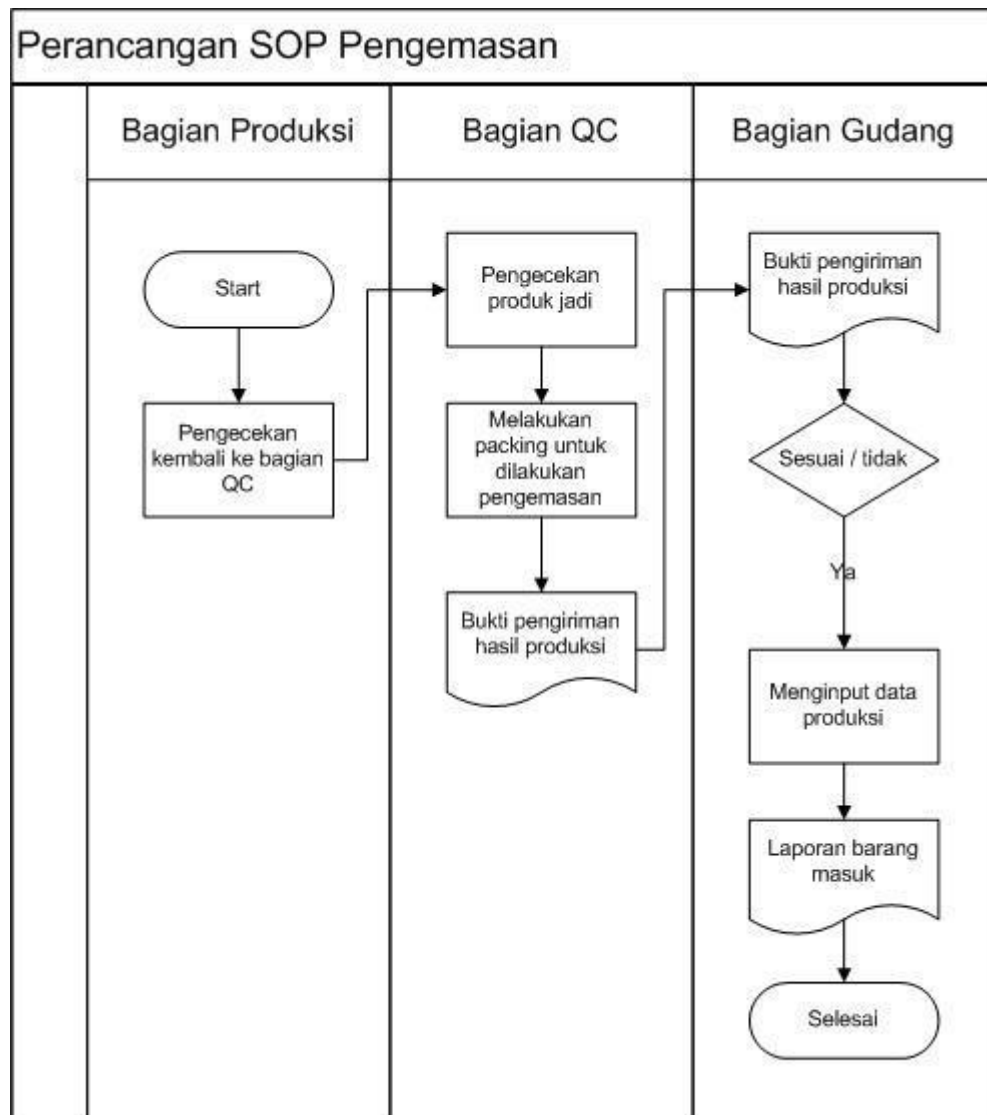 Perancangan SOP Pengemasan
Bagian Produksi
Bagian QC
Bagian Gudang
Start
Pengecekan
kembali ke bagian
QC
Pengecekan
produk jadi
Melakukan
packing untuk
dilakukan
pengemasan
Bukti pengiriman
hasil produksi
Bukti pengiriman
hasil produksi
Sesuai / tidak
Ya
Menginput data
produksi
Laporan barang
masuk
Selesai